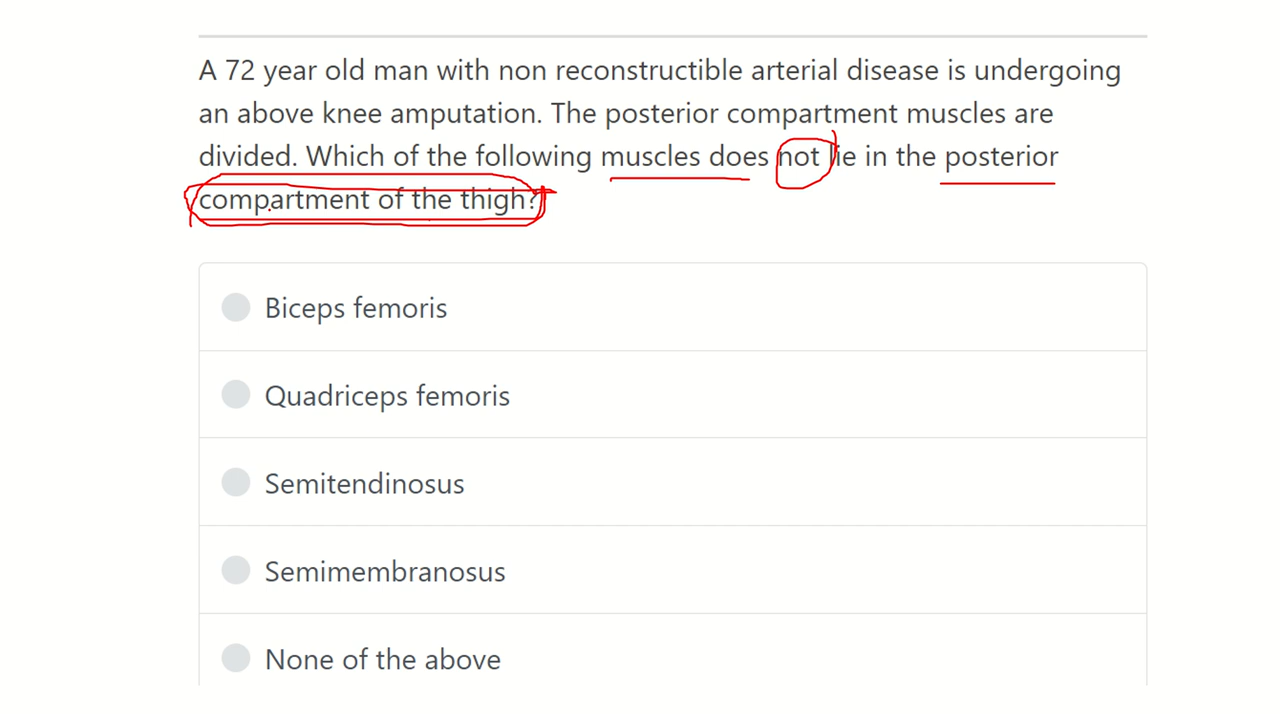 A 72 year old man with non reconstructible arterial disease is undergoing
an above knee amputation. The posterior compartment muscles are
divided. Which of the following muscles does not lie in the posterior
compartment of the thigh?
Biceps femoris
Quadriceps femoris
Semitendinosus
Semimembranosus
None of the above